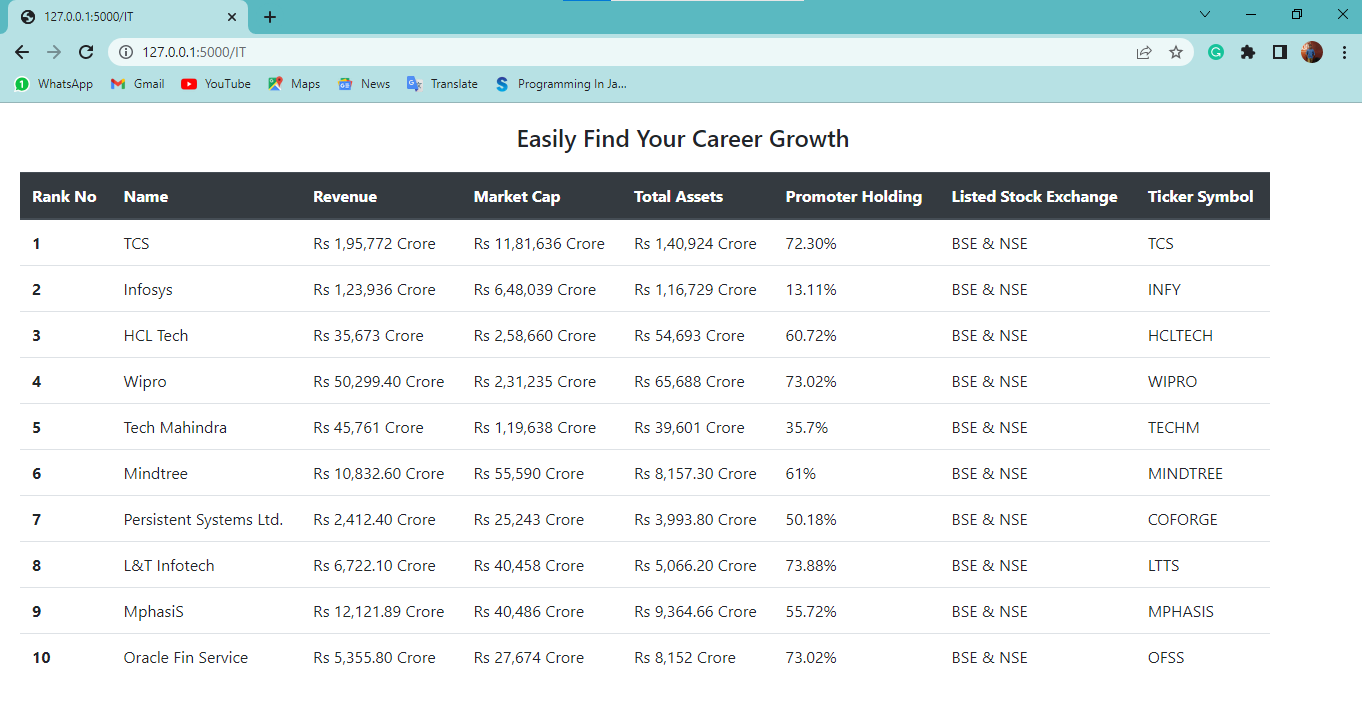 127.0.0.1:5000/IT
127.0.0.1:5000/IT
1 WhatsApp Gmail YouTube Maps News Translate Programming In Ja...
Easily Find Your Career Growth
Rank No Name Revenue Market Cap Total Assets Promoter Holding Listed Stock Exchange Ticker Symbol
1 TCS Rs 1,95,772 Crore Rs 11,81,636 Crore Rs 1,40,924 Crore 72.30% BSE & NSE TCS
2 Infosys Rs 1,23,936 Crore Rs 6,48,039 Crore Rs 1,16,729 Crore 13.11% BSE & NSE INFY
3 HCL Tech Rs 35,673 Crore Rs 2,58,660 Crore Rs 54,693 Crore 60.72% BSE & NSE HCLTECH
4 Wipro Rs 50,299.40 Crore Rs 2,31,235 Crore Rs 65,688 Crore 73.02% BSE & NSE WIPRO
5 Tech Mahindra Rs 45,761 Crore Rs 1,19,638 Crore Rs 39,601 Crore 35.7% BSE & NSE TECHM
6 Mindtree Rs 10,832.60 Crore Rs 55,590 Crore Rs 8,157.30 Crore 61% BSE & NSE MINDTREE
7 Persistent Systems Ltd. Rs 2,412.40 Crore Rs 25,243 Crore Rs 3,993.80 Crore 50.18% BSE & NSE COFORGE
8 L&T Infotech Rs 6,722.10 Crore Rs 40,458 Crore Rs 5,066.20 Crore 73.88% BSE & NSE LTTS
9 MphasiS Rs 12,121.89 Crore Rs 40,486 Crore Rs 9,364.66 Crore 55.72% BSE & NSE MPHASIS
10 Oracle Fin Service Rs 5,355.80 Crore Rs 27,674 Crore Rs 8,152 Crore 73.02% BSE & NSE OFSS